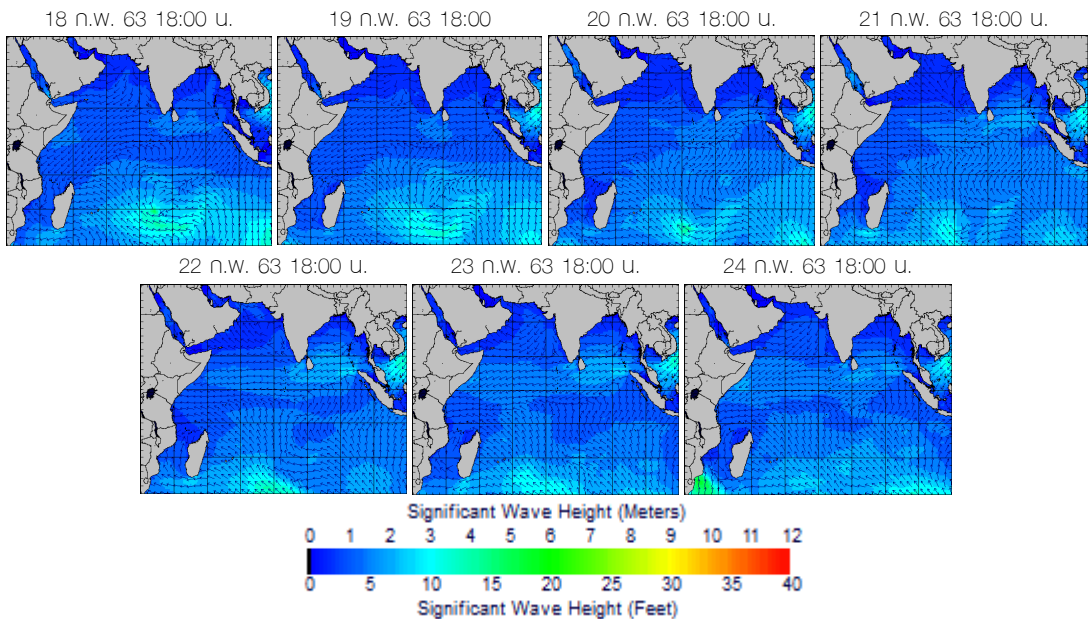 18 ก.พ. 63 18:00 น.
19 ก.พ. 63 18:00
20 ก.พ. 63 18:00 น.
21 ก.พ. 63 18:00 น.
22 ก.พ. 63 18:00 น.
23 ก.พ. 63 18:00 น.
24 ก.พ. 63 18:00 น.
Significant Wave Height (Meters)
0 1 2 3 4 5 6 7 8 9 10 11 12
0 5 10 15 20 25 30 35 40
Significant Wave Height (Feet)